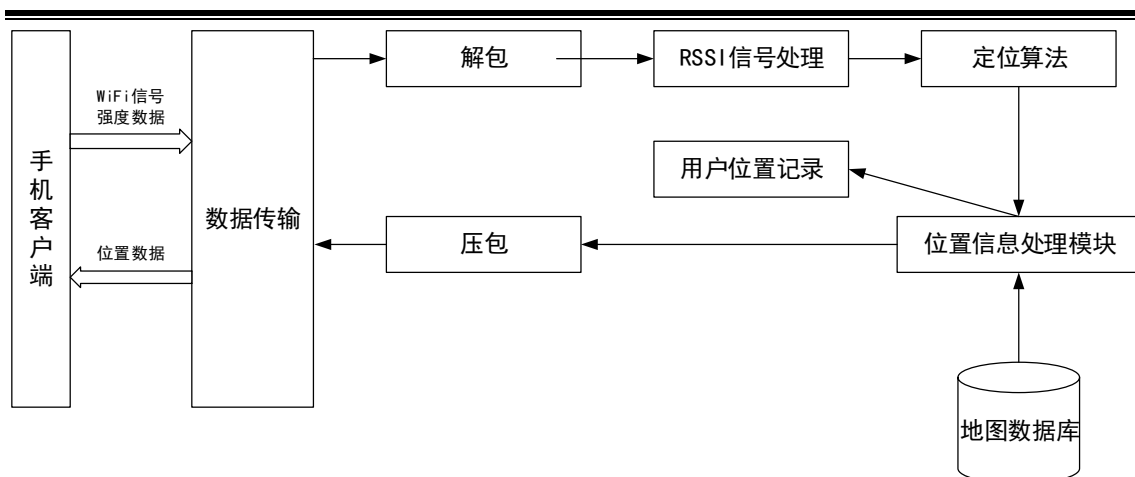 解包
RSSI信号处理
定位算法
WiFi信号
强度数据
手机客户端
数据传输
用户位置记录
位置数据
压包
位置信息处理模块
地图数据库